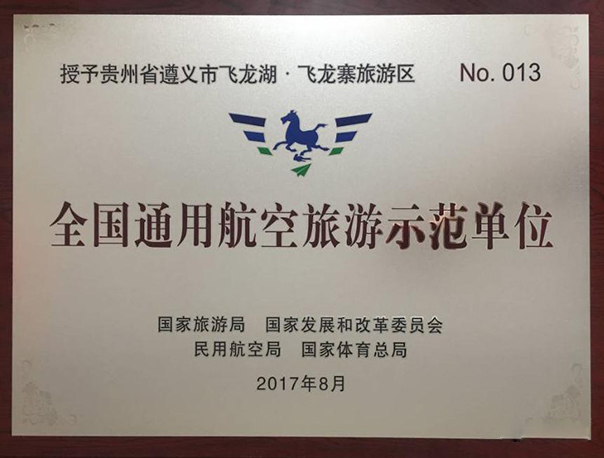 授予贵州省遵义市飞龙湖·飞龙寨旅游区 No. 013
全国通用航空旅游示范单位
国家旅游局 国家发展和改革委员会
民用航空局 国家体育总局
2017年8月